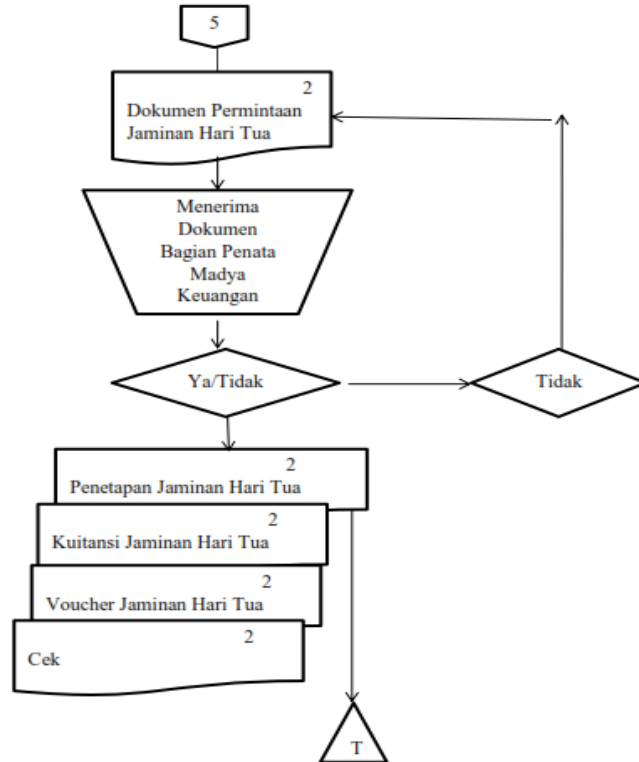 5
2
Dokumen Permintaan
Jaminan Hari Tua
Menerima
Dokumen
Bagian Penata
Madya
Keuangan
Ya/Tidak
Tidak
2
Penetapan Jaminan Hari Tua
2
Kuitansi Jaminan Hari Tua
2
Voucher Jaminan Hari Tua
2
Cek
T